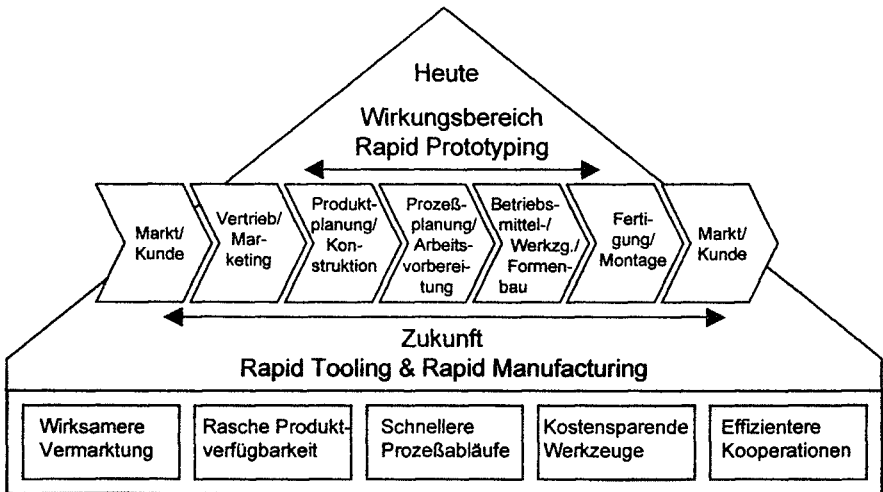 Heute
Wirkungsbereich
Rapid Prototyping
Markt/
Kunde
Vertrieb/
Mar-
keting
Produkt-
planung/
Kon-
struktion
Prozeß-
planung/
Arbeits-
vorberei-
tung
Betriebs-
mittel-/
Werkzg./
Formen-
bau
Ferti-
gung/
Montage
Markt/
Kunde
Zukunft
Rapid Tooling & Rapid Manufacturing
Wirksamere
Vermarktung
Rasche Produkt-
verfügbarkeit
Schnellere
Prozeßabläufe
Kostensparende
Werkzeuge
Effizientere
Kooperationen